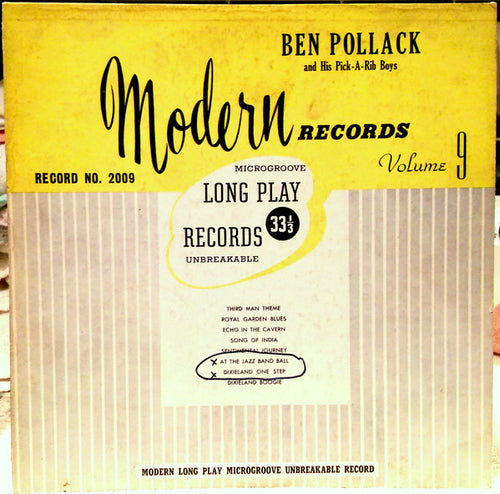 BEN POLLACK
and His Pick-A-Rib Boys
Modern RECORDS
Volume 9
RECORD NO. 2009
MICROGROOVE
LONG PLAY
33 1/3
RECORDS
UNBREAKABLE
THIRD MAN THEME
ROYAL GARDEN BLUES
ECHO IN THE CAVERN
SONG OF INDIA
SENTIMENTAL JOURNEY
x AT THE JAZZ BAND BALL
x DIXIELAND ONE STEP
DIXIELAND BOOGIE
MODERN LONG PLAY MICROGROOVE UNBREAKABLE RECORD